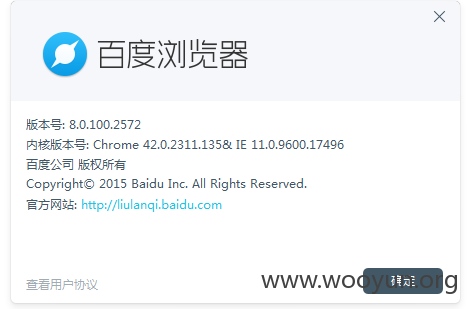 百度浏览器
版本号: 8.0.100.2572
内核版本号: Chrome 42.0.2311.135& IE 11.0.9600.17496
百度公司 版权所有
Copyright© 2015 Baidu Inc. All Rights Reserved.
官方网站: http://liulanqi.baidu.com
查看用户协议
确定
www.wooyun.org